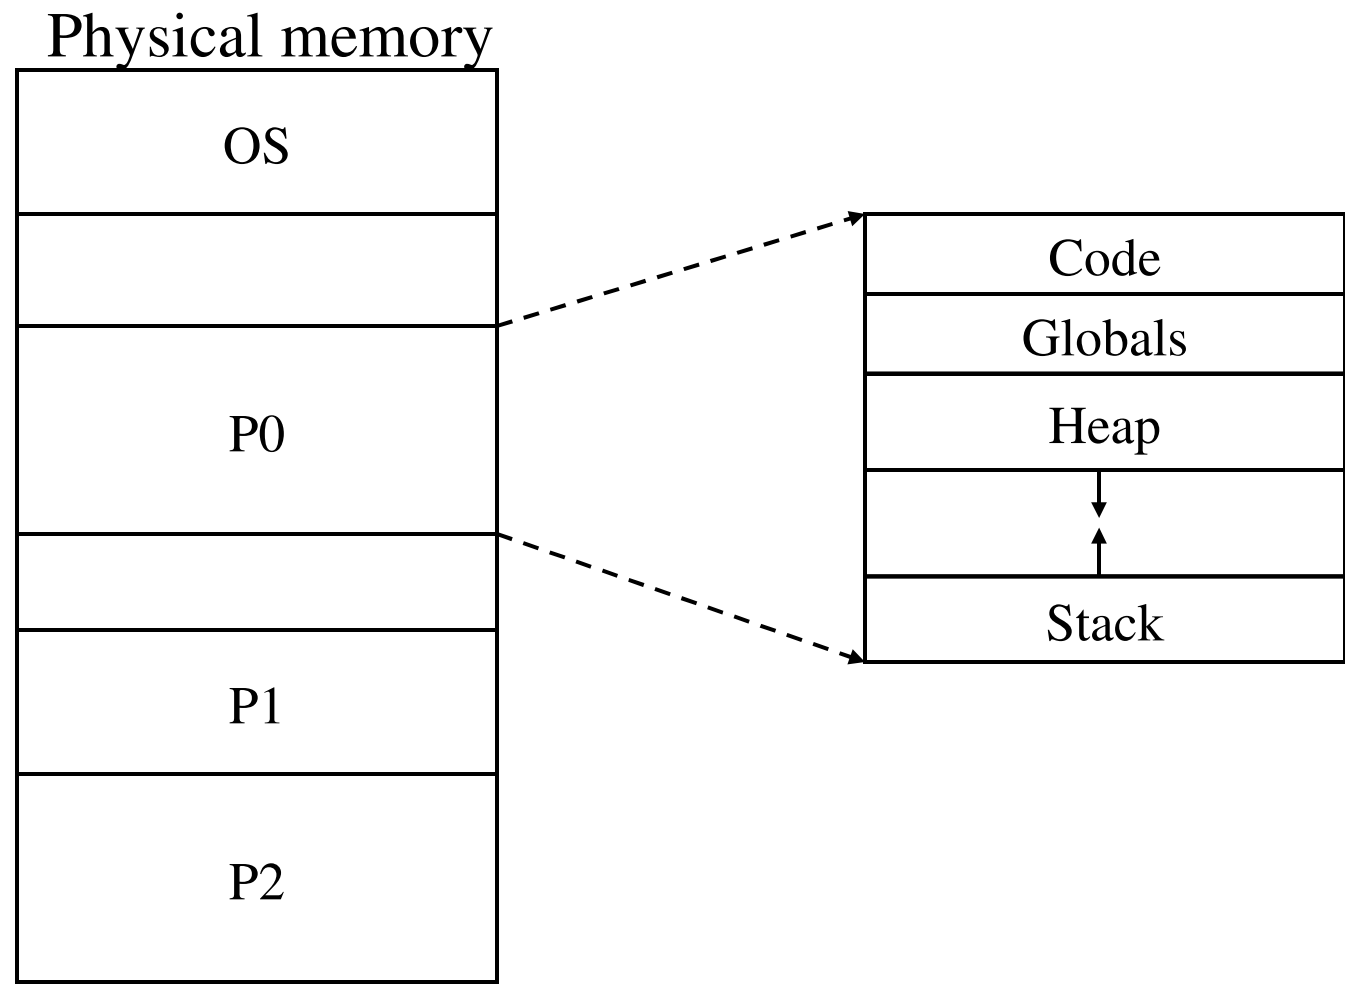 Physical memory
OS
P0
P1
P2
Code
Globals
Heap
Stack